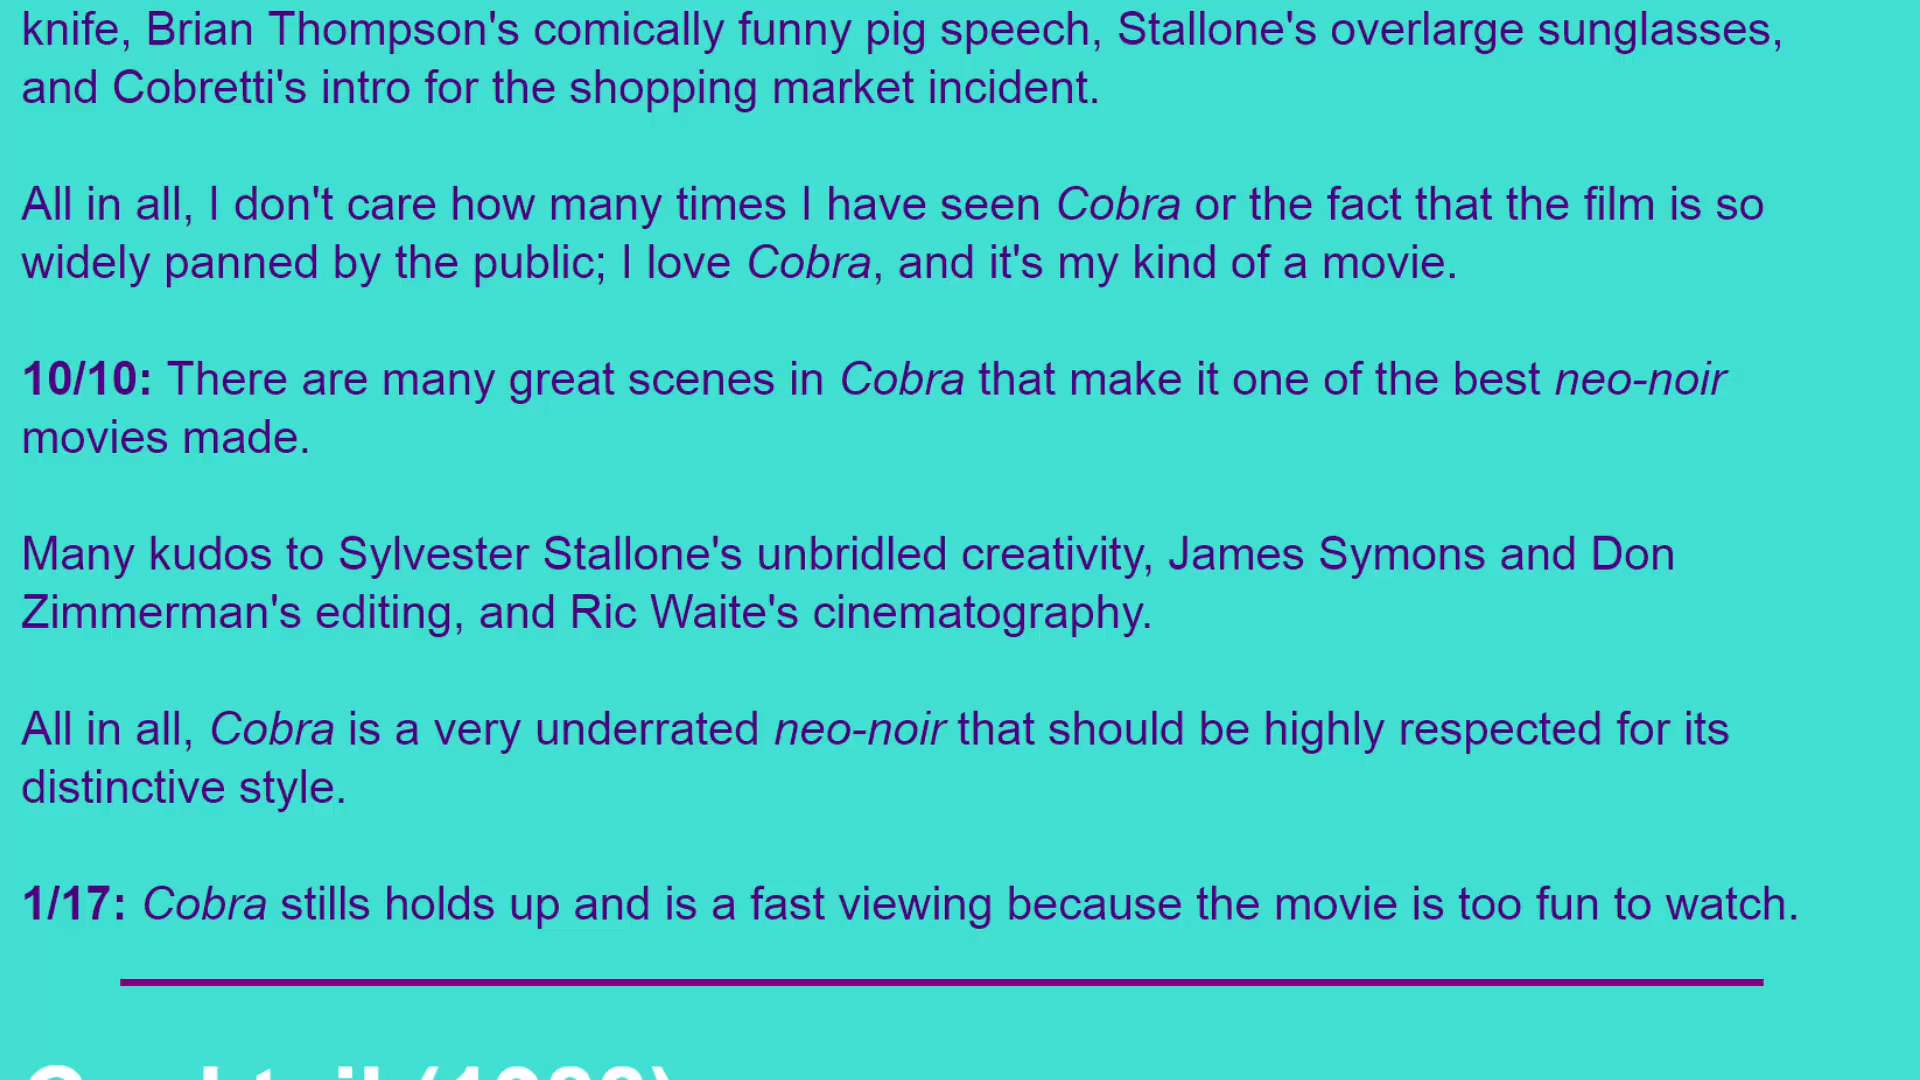 knife, Brian Thompson's comically funny pig speech, Stallone's overlarge sunglasses,
and Cobretti's intro for the shopping market incident.
All in all, I don't care how many times I have seen Cobra or the fact that the film is so
widely panned by the public; I love Cobra, and it's my kind of a movie.
10/10: There are many great scenes in Cobra that make it one of the best neo-noir
movies made.
Many kudos to Sylvester Stallone's unbridled creativity, James Symons and Don
Zimmerman's editing, and Ric Waite's cinematography.
All in all, Cobra is a very underrated neo-noir that should be highly respected for its
distinctive style.
1/17: Cobra stills holds up and is a fast viewing because the movie is too fun to watch.